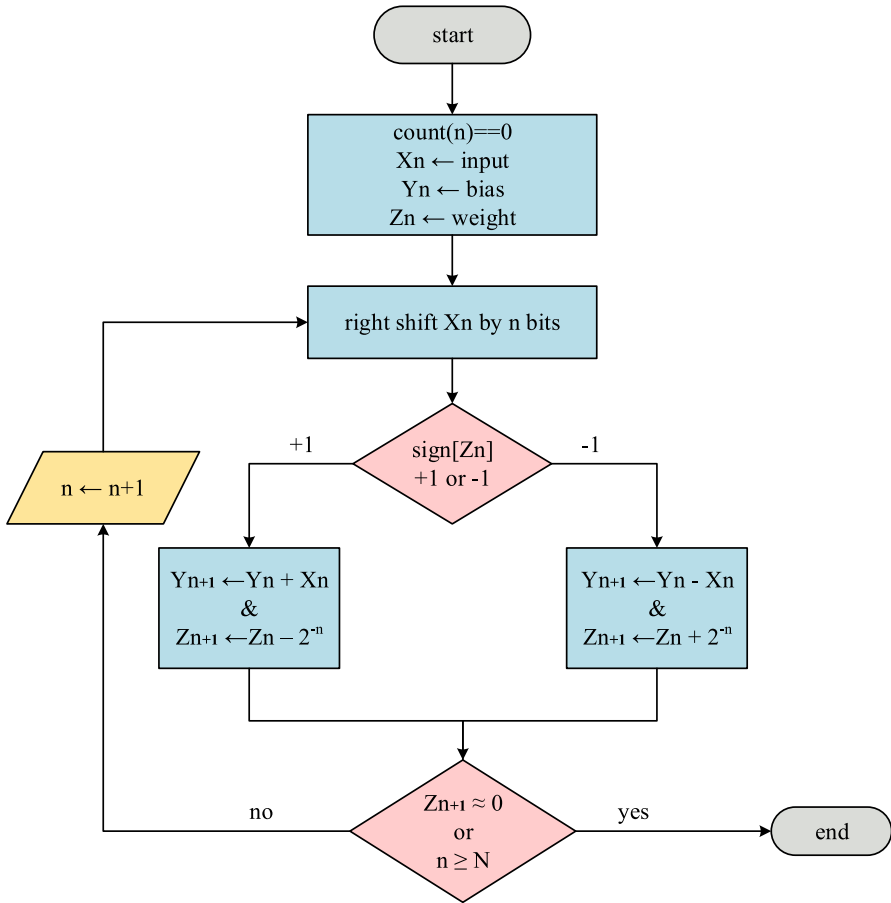 start
count(n)==0
Xn ← input
Yn ← bias
Zn ← weight
right shift Xn by n bits
sign[Zn]
+1 or -1
+1
-1
n ← n+1
Yn+1 ←Yn + Xn
&
Zn+1 ←Zn – 2⁻ⁿ
Yn+1 ←Yn - Xn
&
Zn+1 ←Zn + 2⁻ⁿ
Zn+1 ≈ 0
or
n ≥ N
no
yes
end